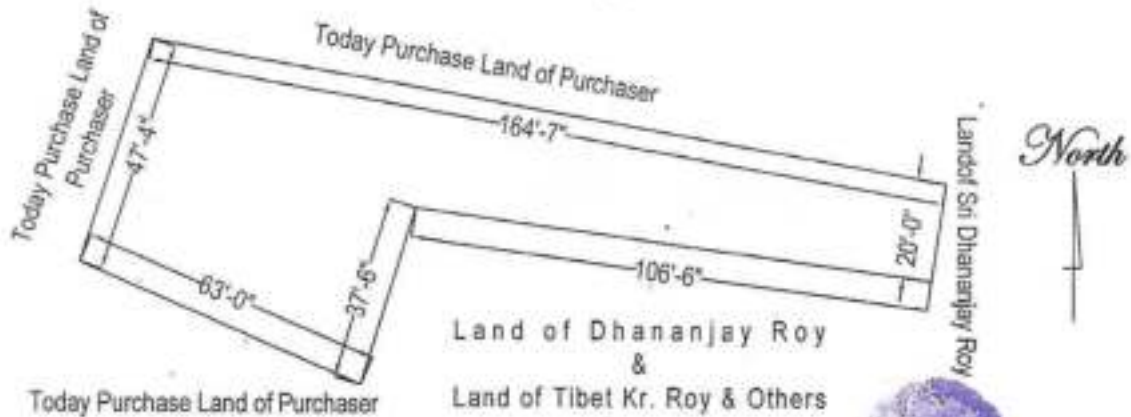 Today Purchase Land of
Purchaser
Today Purchase Land of Purchaser
164'-7"
47'-4"
North
Landof Sri Dhananjay Roy
20'-0"
106'-6"
37'-6"
63'-0"
Land of Dhananjay Roy
&
Land of Tibet Kr. Roy & Others
Today Purchase Land of Purchaser